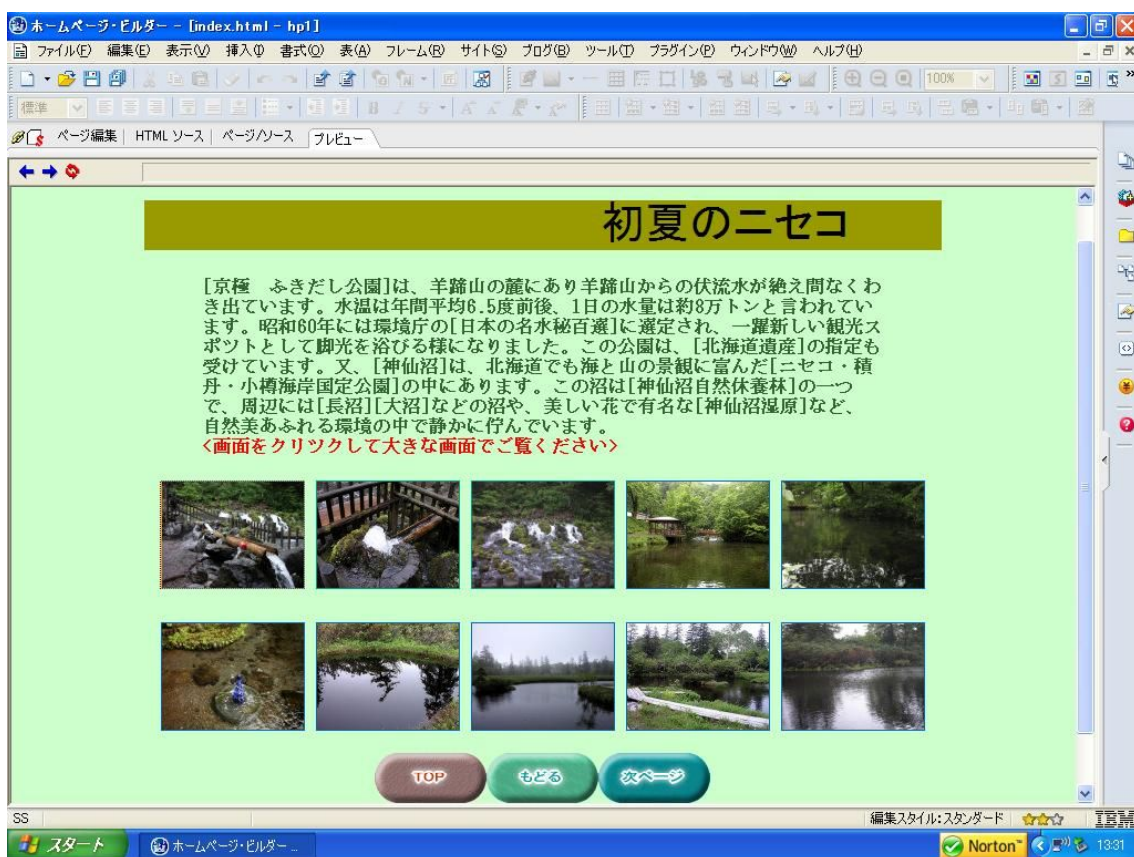 ホームページ・ビルダー - [index.html - hp1]
ファイル(F) 編集(E) 表示(V) 挿入(I) 書式(O) 表(A) フレーム(R) サイト(S) ブログ(B) ツール(T) プラグイン(P) ウィンドウ(W) ヘルプ(H)
100%
標準
ページ編集 HTML ソース ページ/ソース プレビュー
初夏のニセコ
[京極　ふきだし公園]は、羊蹄山の麓にあり羊蹄山からの伏流水が絶え間なくわ
き出ています。水温は年間平均6.5度前後、1日の水量は約8万トンと言われてい
ます。昭和60年には環境庁の[日本の名水秘百選]に選定され、一躍新しい観光ス
ポツトとして脚光を浴びる様になりました。この公園は、[北海道遺産]の指定も
受けています。又、[神仙沼]は、北海道でも海と山の景観に富んだ[ニセコ・積
丹・小樽海岸国定公園]の中にあります。この沼は[神仙沼自然休養林]の一つ
で、周辺には[長沼][大沼]などの沼や、美しい花で有名な[神仙沼湿原]など、
自然美あふれる環境の中で静かに佇んでいます。
<画面をクリツクして大きな画面でご覧ください>
TOP もどる 次ページ
SS 編集スタイル:スタンダード IBM
スタート ホームページ・ビルダー ... Norton 13:31